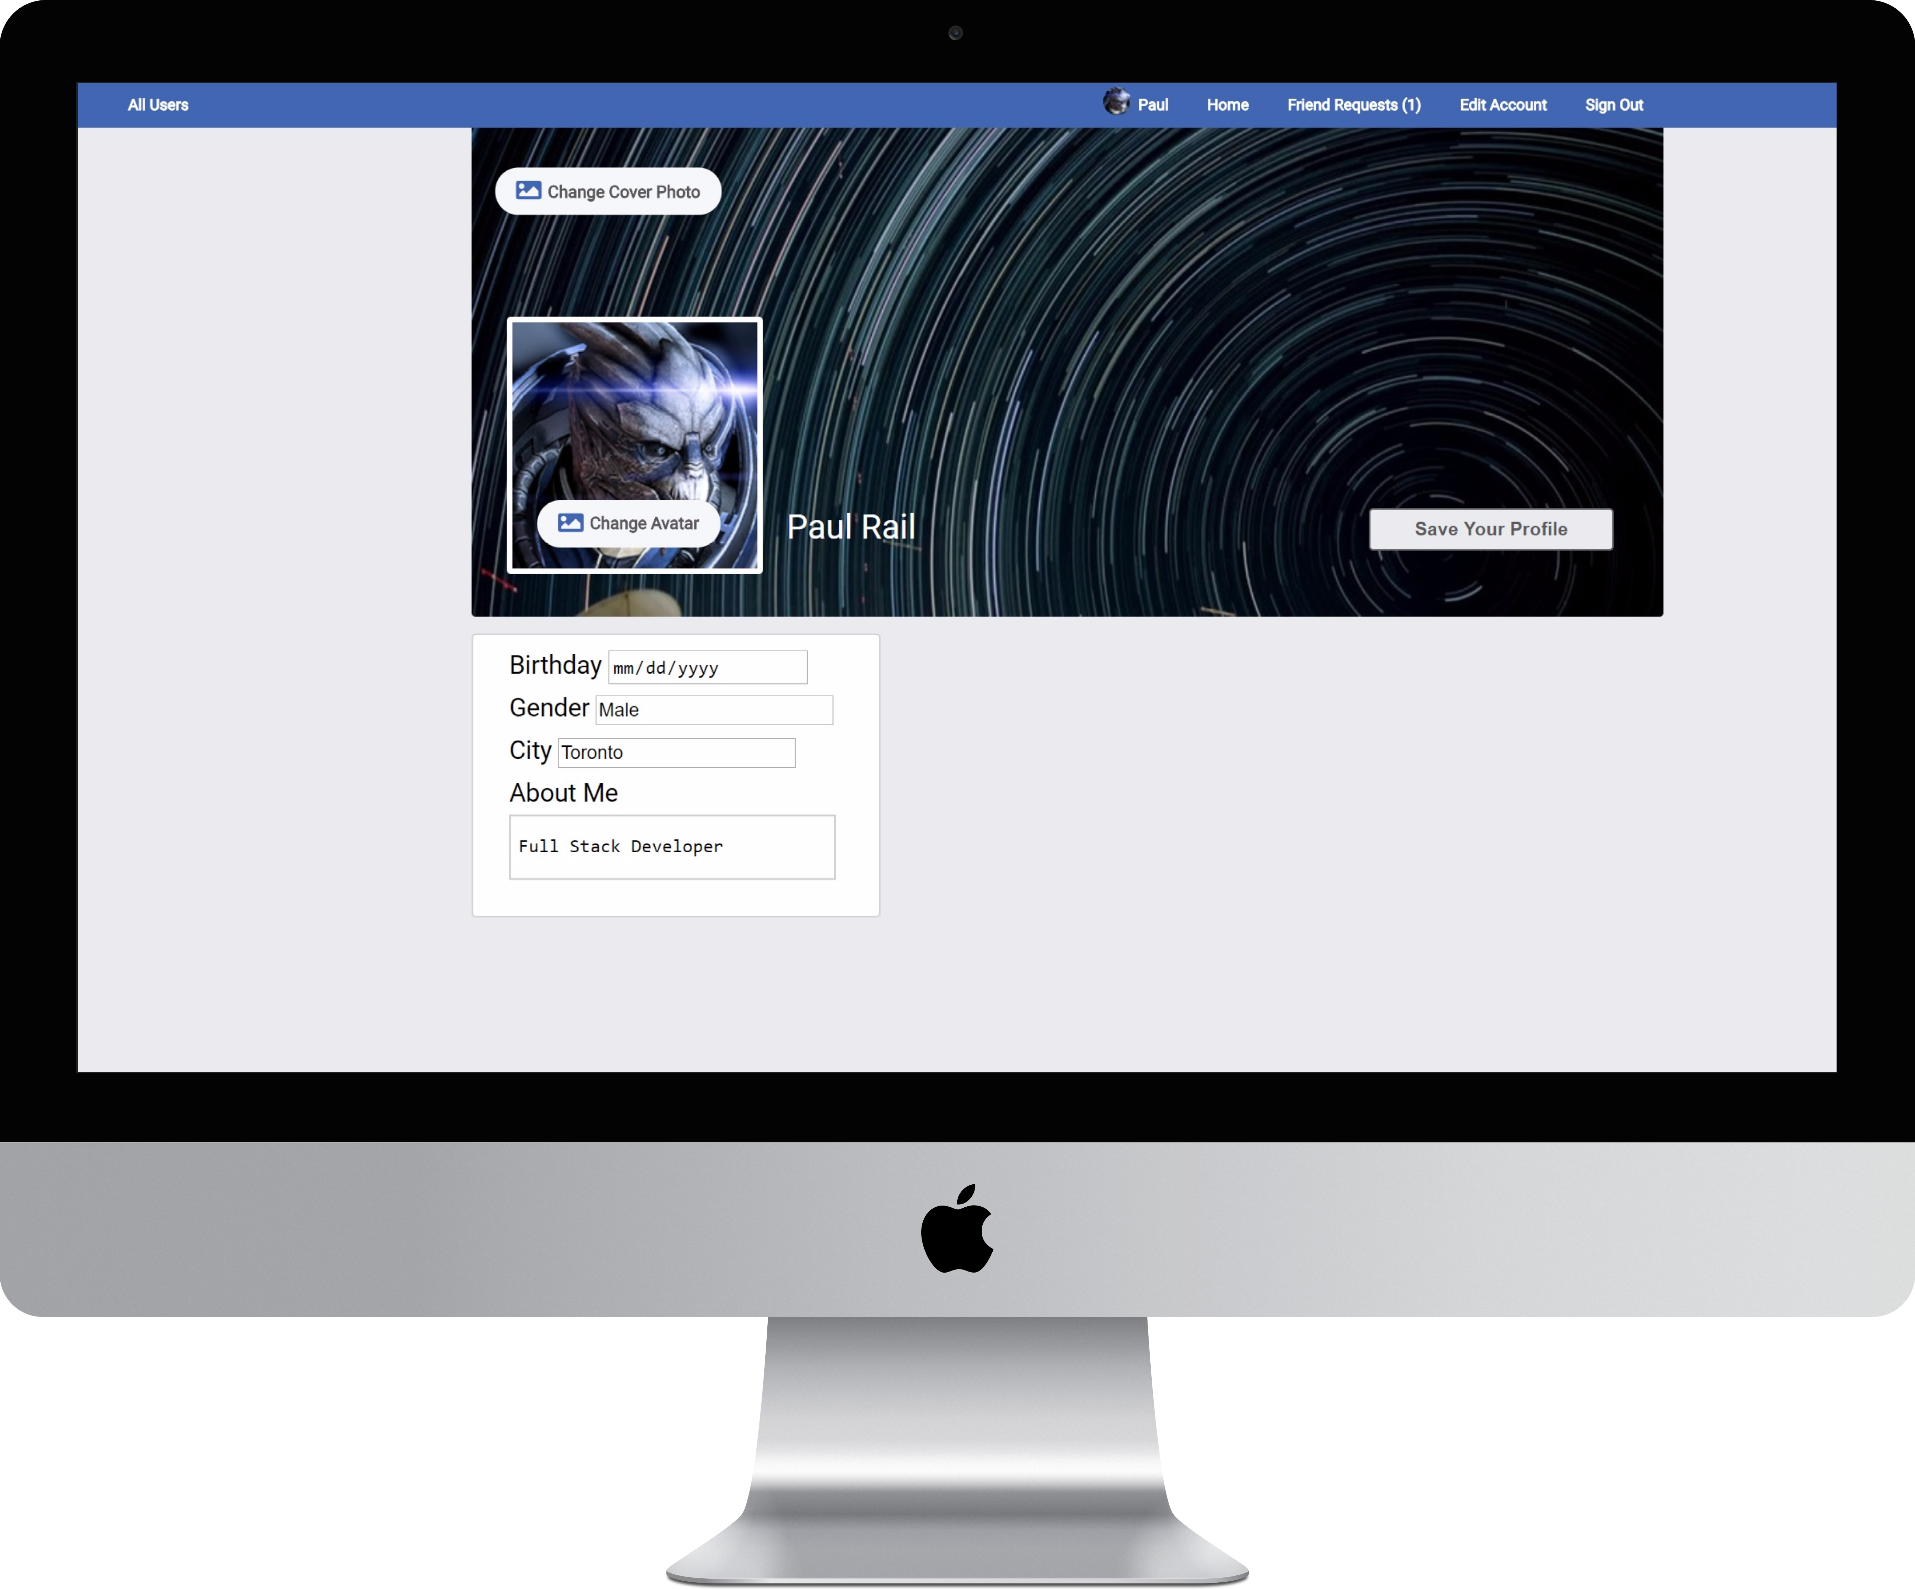 All Users
Paul Home Friend Requests (1) Edit Account Sign Out
Change Cover Photo
Change Avatar
Paul Rail
Save Your Profile
Birthday mm/dd/yyyy
Gender Male
City Toronto
About Me
Full Stack Developer